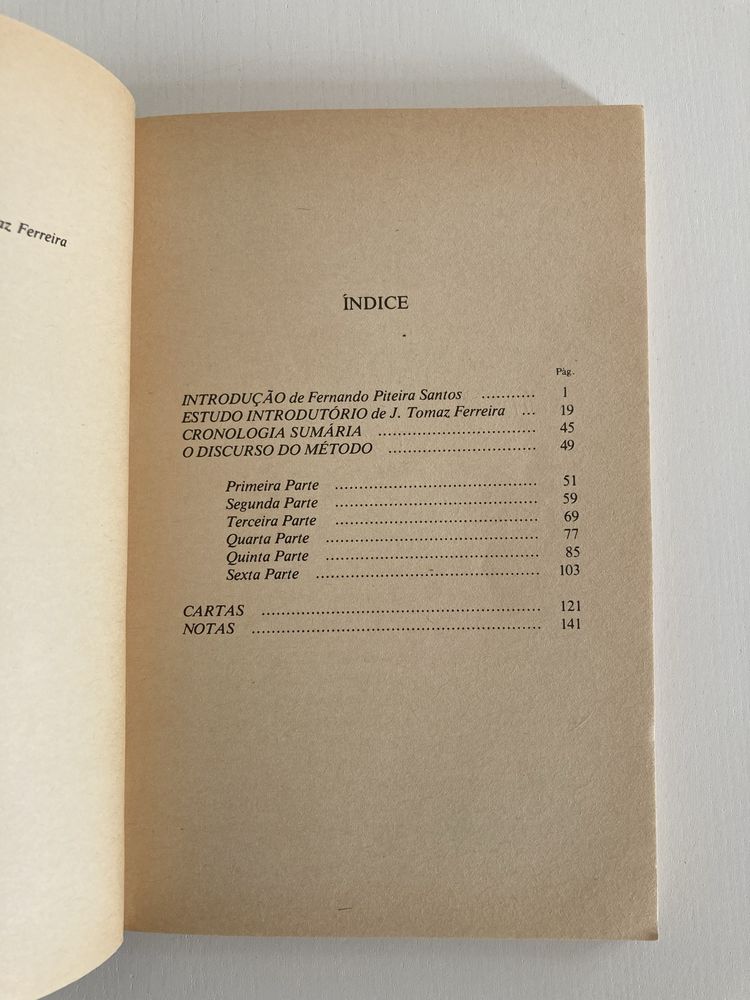 Ferreira
ÍNDICE
Pàg.
INTRODUÇÃO de Fernando Piteira Santos ........... 1
ESTUDO INTRODUTÓRIO de J. Tomaz Ferreira ... 19
CRONOLOGIA SUMÁRIA .............................. 45
O DISCURSO DO MÉTODO ............................ 49
Primeira Parte ...................................... 51
Segunda Parte ...................................... 59
Terceira Parte ...................................... 69
Quarta Parte ........................................ 77
Quinta Parte ........................................ 85
Sexta Parte .......................................... 103
CARTAS .................................................... 121
NOTAS ...................................................... 141